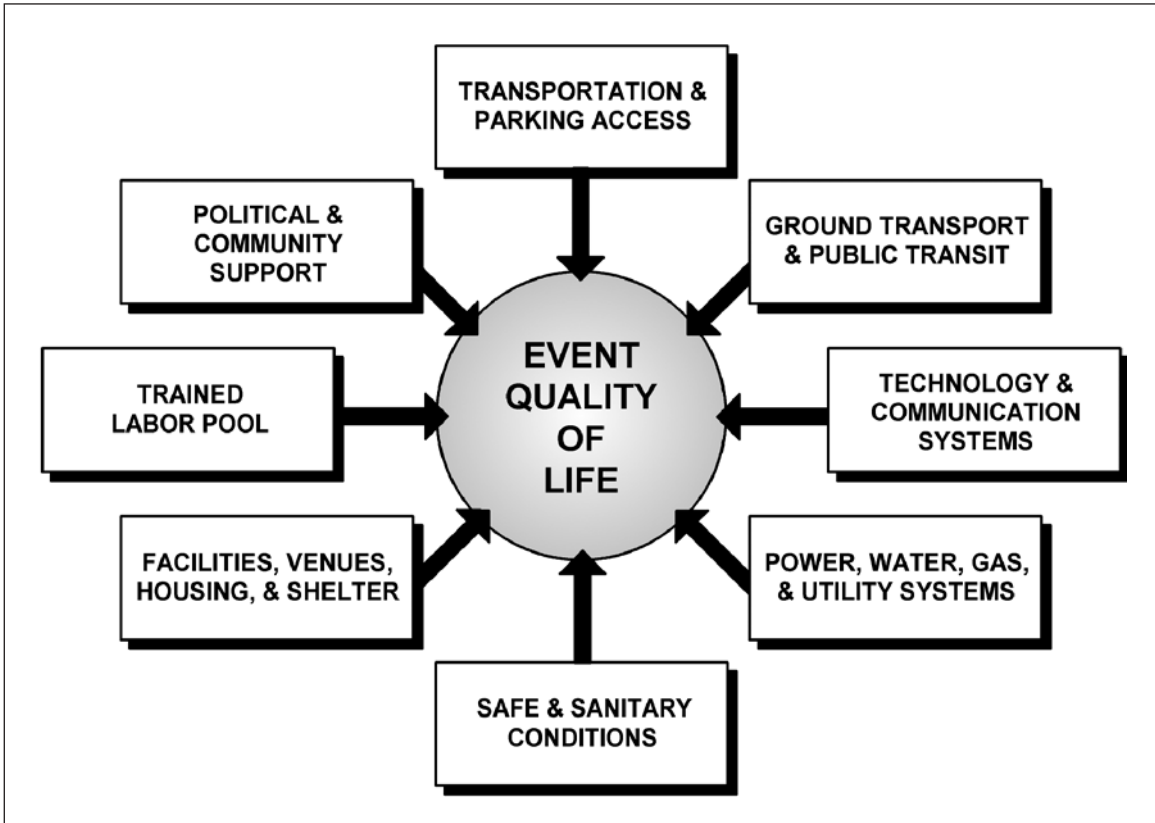 TRANSPORTATION &
PARKING ACCESS
POLITICAL &
COMMUNITY
SUPPORT
GROUND TRANSPORT
& PUBLIC TRANSIT
EVENT
QUALITY
OF
LIFE
TRAINED
LABOR POOL
TECHNOLOGY &
COMMUNICATION
SYSTEMS
FACILITIES, VENUES,
HOUSING, & SHELTER
POWER, WATER, GAS,
& UTILITY SYSTEMS
SAFE & SANITARY
CONDITIONS